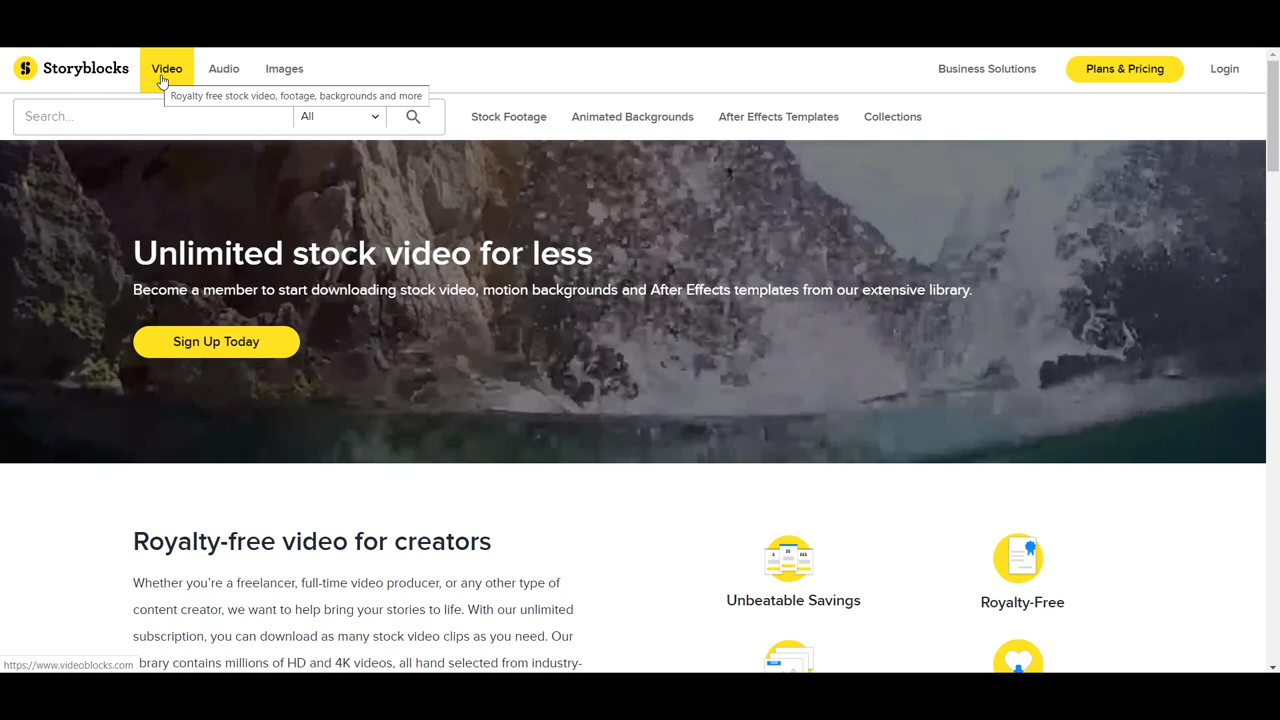 Storyblocks
Video
Audio
Images
Business Solutions
Plans & Pricing
Login
Royalty free stock video, footage, backgrounds and more
Search...
All
Stock Footage
Animated Backgrounds
After Effects Templates
Collections
Unlimited stock video for less
Become a member to start downloading stock video, motion backgrounds and After Effects templates from our extensive library.
Sign Up Today
Royalty-free video for creators
Whether you're a freelancer, full-time video producer, or any other type of
content creator, we want to help bring your stories to life. With our unlimited
subscription, you can download as many stock video clips as you need. Our
library contains millions of HD and 4K videos, all hand selected from industry-
Unbeatable Savings
Royalty-Free
https://www.videoblocks.com